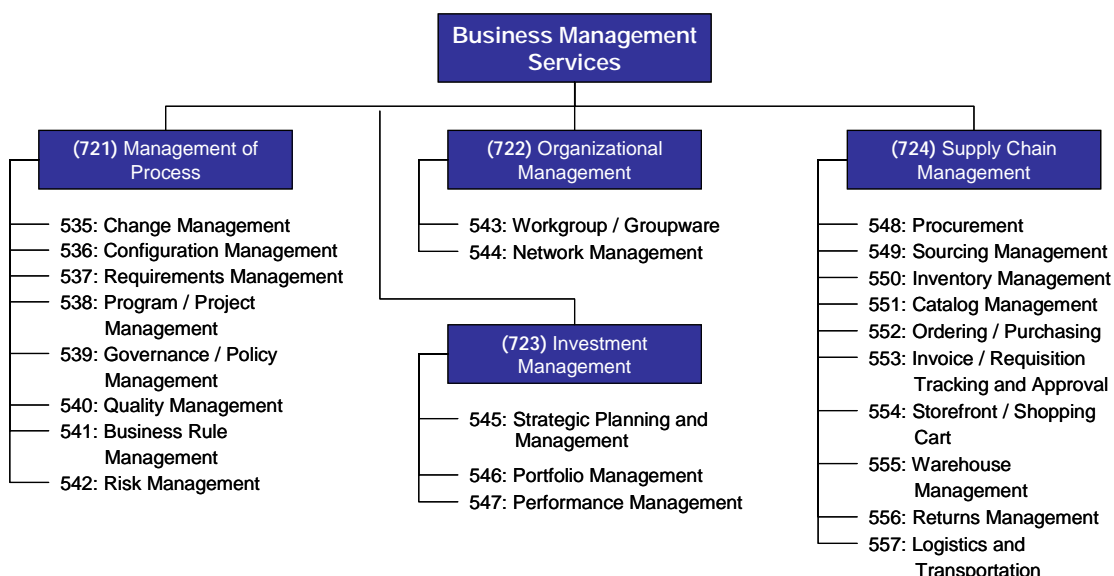 Business Management
Services
(721) Management of
Process
535: Change Management
536: Configuration Management
537: Requirements Management
538: Program / Project
Management
539: Governance / Policy
Management
540: Quality Management
541: Business Rule
Management
542: Risk Management
(722) Organizational
Management
543: Workgroup / Groupware
544: Network Management
(723) Investment
Management
545: Strategic Planning and
Management
546: Portfolio Management
547: Performance Management
(724) Supply Chain
Management
548: Procurement
549: Sourcing Management
550: Inventory Management
551: Catalog Management
552: Ordering / Purchasing
553: Invoice / Requisition
Tracking and Approval
554: Storefront / Shopping
Cart
555: Warehouse
Management
556: Returns Management
557: Logistics and
Transportation